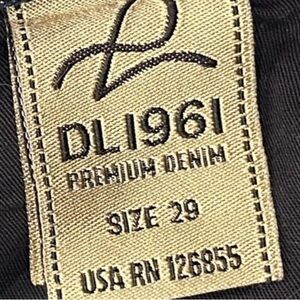 DL1961
PREMIUM DENIM
SIZE 29
USA RN 126855